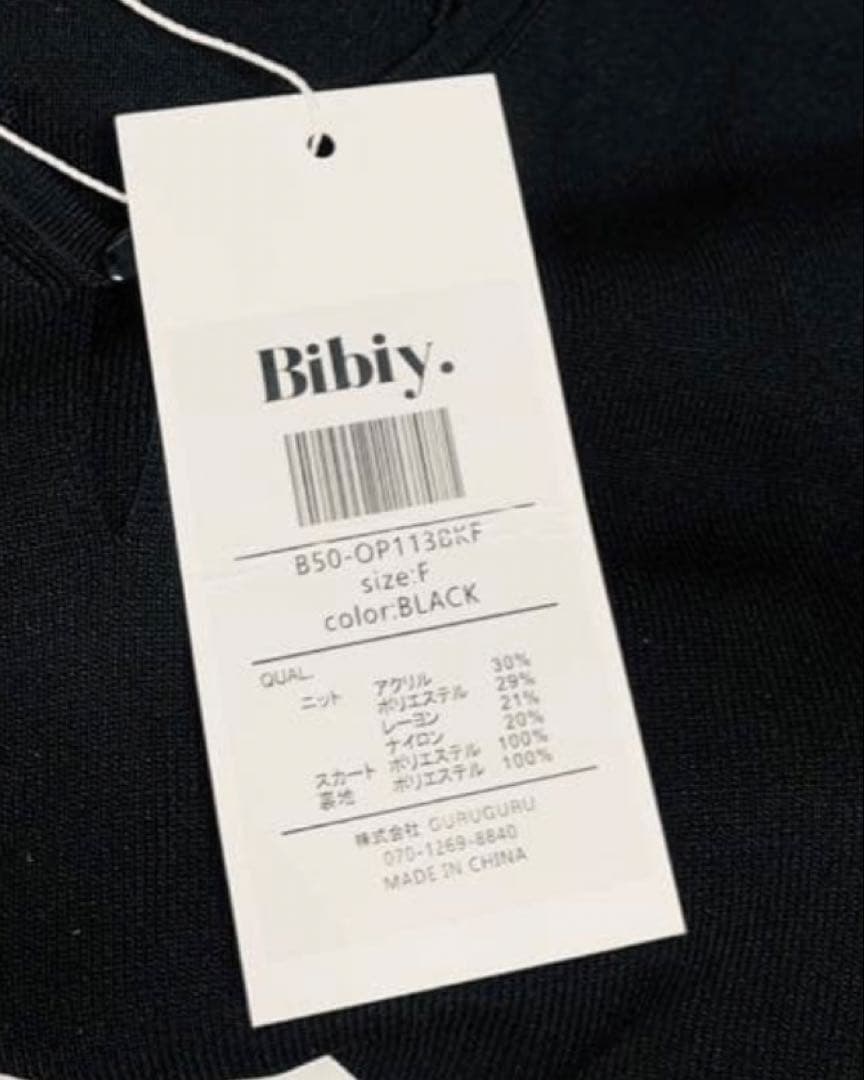 Bibiy.
B50-OP113BKF
size:F
color:BLACK
QUAL.
ニット アクリル 30%
ポリエステル 29%
レーヨン 21%
ナイロン 20%
スカート ポリエステル 100%
裏地 ポリエステル 100%
株式会社 GURUGURU
070-1269-8840
MADE IN CHINA